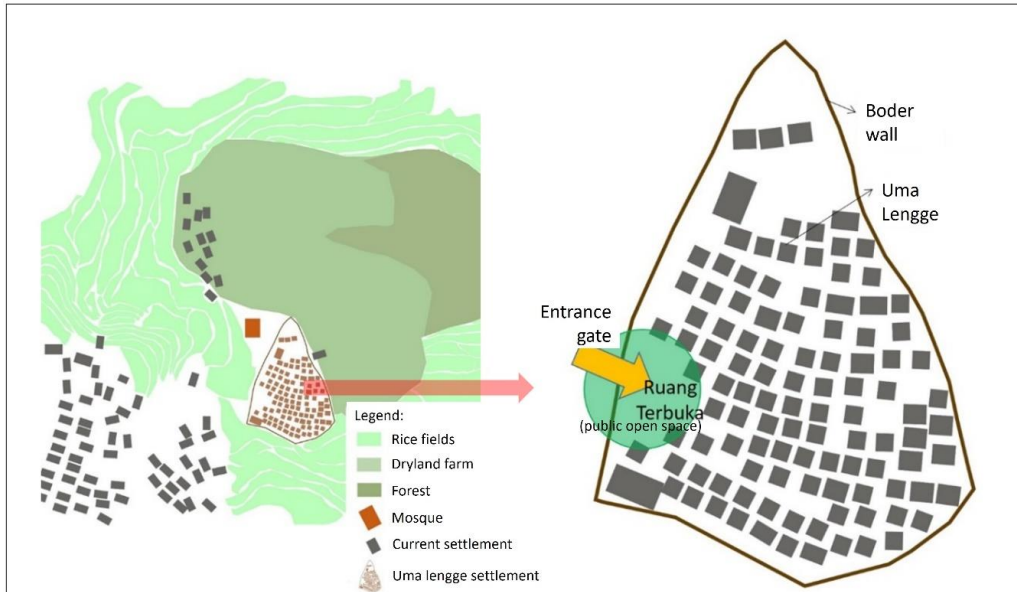 Legend:
Rice fields
Dryland farm
Forest
Mosque
Current settlement
Uma lengge settlement
Boder
wall
Uma
Lengge
Entrance
gate
Ruang
Terbuka
(public open space)